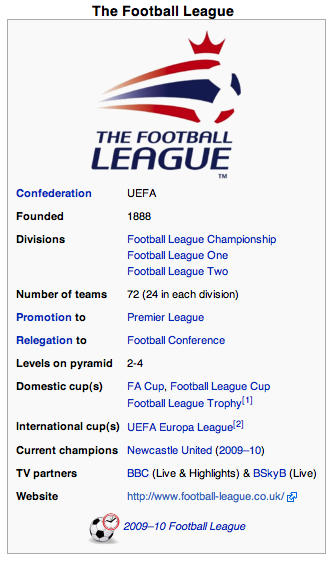 The Football League
THE FOOTBALL
LEAGUE
TM
Confederation UEFA
Founded 1888
Divisions Football League Championship
Football League One
Football League Two
Number of teams 72 (24 in each division)
Promotion to Premier League
Relegation to Football Conference
Levels on pyramid 2-4
Domestic cup(s) FA Cup, Football League Cup
Football League Trophy[1]
International cup(s) UEFA Europa League[2]
Current champions Newcastle United (2009–10)
TV partners BBC (Live & Highlights) & BSkyB (Live)
Website http://www.football-league.co.uk/
2009–10 Football League